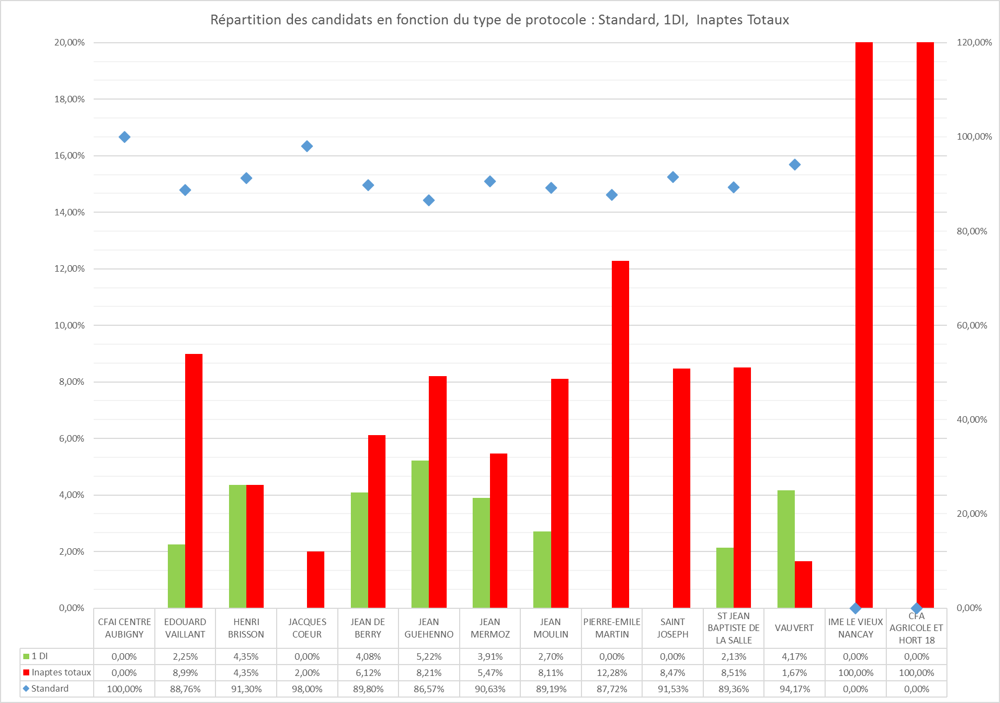 Répartition des candidats en fonction du type de protocole : Standard, 1DI, Inaptes Totaux
20,00%
18,00%
16,00%
14,00%
12,00%
10,00%
8,00%
6,00%
4,00%
2,00%
0,00%
120,00%
100,00%
80,00%
60,00%
40,00%
20,00%
0,00%
CFAI CENTRE AUBIGNY
EDOUARD VAILLANT
HENRI BRISSON
JACQUES COEUR
JEAN DE BERRY
JEAN GUEHENNO
JEAN MERMOZ
JEAN MOULIN
PIERRE-EMILE MARTIN
SAINT JOSEPH
ST JEAN BAPTISTE DE LA SALLE
VAUVERT
IME LE VIEUX NANCAY
CFA AGRICOLE ET HORT 18
1 DI 0,00% 2,25% 4,35% 0,00% 4,08% 5,22% 3,91% 2,70% 0,00% 0,00% 2,13% 4,17% 0,00% 0,00%
Inaptes totaux 0,00% 8,99% 4,35% 2,00% 6,12% 8,21% 5,47% 8,11% 12,28% 8,47% 8,51% 1,67% 100,00% 100,00%
Standard 100,00% 88,76% 91,30% 98,00% 89,80% 86,57% 90,63% 89,19% 87,72% 91,53% 89,36% 94,17% 0,00% 0,00%